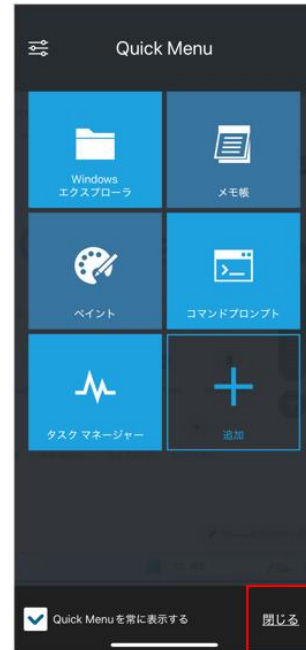 Quick Menu
Windows
エクスプローラ
メモ帳
ペイント
コマンドプロンプト
タスク マネージャー
追加
Quick Menuを常に表示する
閉じる